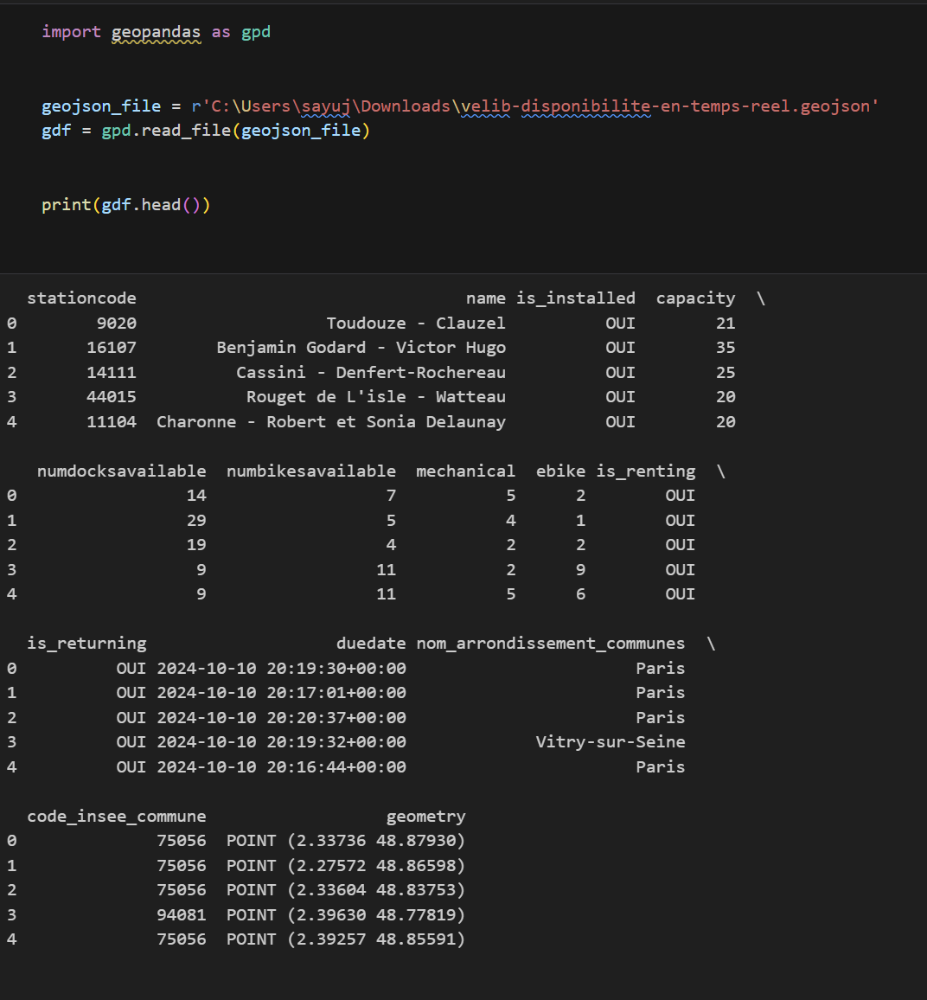 import geopandas as gpd
geojson_file = r'C:\Users\sayuj\Downloads\velib-disponibilite-en-temps-reel.geojson'
gdf = gpd.read_file(geojson_file)
print(gdf.head())
stationcode name is_installed capacity \
0 9020 Toudouze - Clauzel OUI 21
1 16107 Benjamin Godard - Victor Hugo OUI 35
2 14111 Cassini - Denfert-Rochereau OUI 25
3 44015 Rouget de L'isle - Watteau OUI 20
4 11104 Charonne - Robert et Sonia Delaunay OUI 20
numdocksavailable numbikesavailable mechanical ebike is_renting \
0 14 7 5 2 OUI
1 29 5 4 1 OUI
2 19 4 2 2 OUI
3 9 11 2 9 OUI
4 9 11 5 6 OUI
is_returning duedate nom_arrondissement_communes \
0 OUI 2024-10-10 20:19:30+00:00 Paris
1 OUI 2024-10-10 20:17:01+00:00 Paris
2 OUI 2024-10-10 20:20:37+00:00 Paris
3 OUI 2024-10-10 20:19:32+00:00 Vitry-sur-Seine
4 OUI 2024-10-10 20:16:44+00:00 Paris
code_insee_commune geometry
0 75056 POINT (2.33736 48.87930)
1 75056 POINT (2.27572 48.86598)
2 75056 POINT (2.33604 48.83753)
3 94081 POINT (2.39630 48.77819)
4 75056 POINT (2.39257 48.85591)